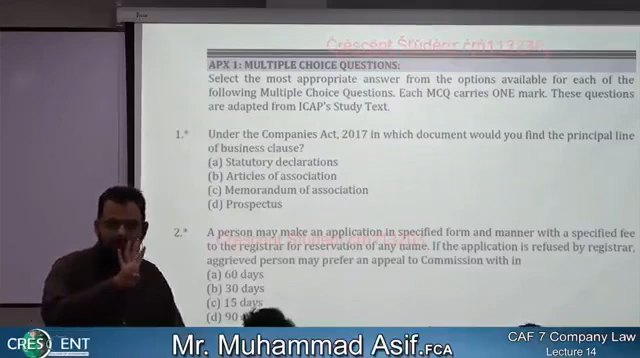 Crescent Student crn113236
APX 1: MULTIPLE CHOICE QUESTIONS:
Select the most appropriate answer from the options available for each of the
following Multiple Choice Questions. Each MCQ carries ONE mark. These questions
are adapted from ICAP's Study Text.
1.* Under the Companies Act, 2017 in which document would you find the principal line
of business clause?
(a) Statutory declarations
(b) Articles of association
(c) Memorandum of association
(d) Prospectus
2.* A person may make an application in specified form and manner with a specified fee
to the registrar for reservation of any name. If the application is refused by registrar,
aggrieved person may prefer an appeal to Commission with in
(a) 60 days
(b) 30 days
(c) 15 days
(d) 90
CRESCENT
Mr. Muhammad Asif.FCA
CAF 7 Company Law
Lecture 14